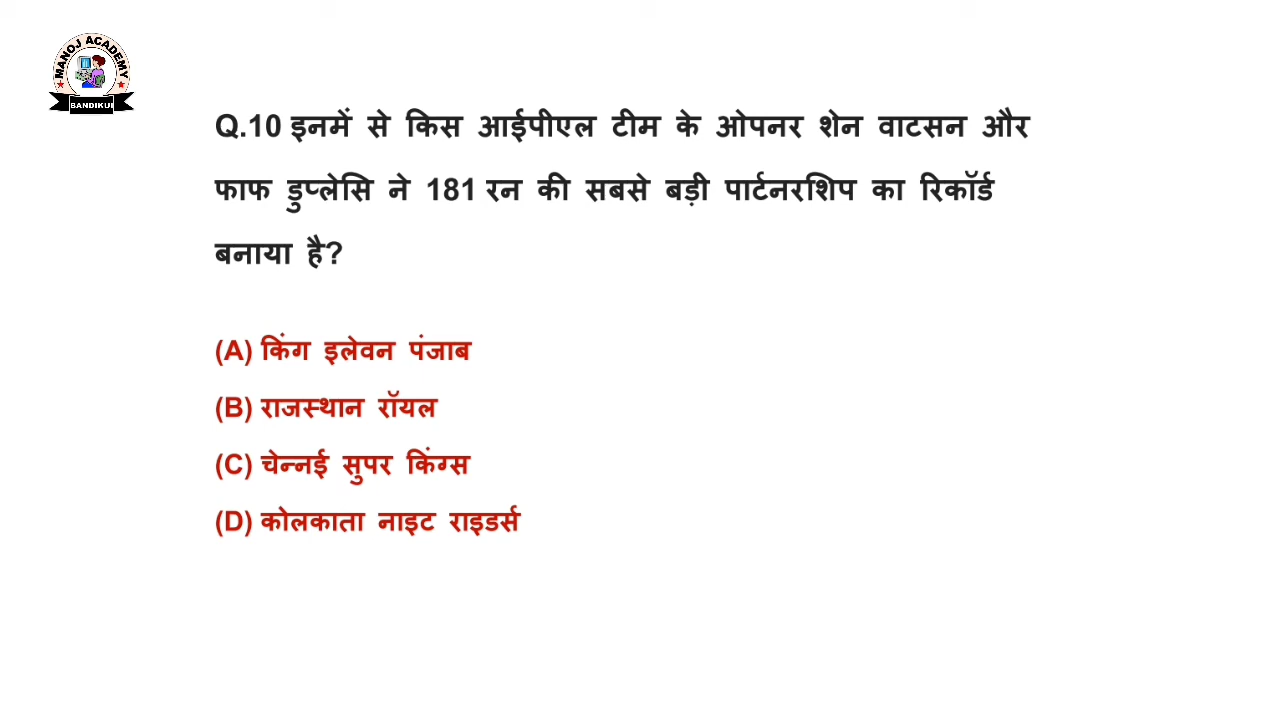 MANOJ ACADEMY
BANDIKUI
Q.10 इनमें से किस आईपीएल टीम के ओपनर शेन वाटसन और
फाफ डुप्लेसि ने 181 रन की सबसे बड़ी पार्टनरशिप का रिकॉर्ड
बनाया है?
(A) किंग इलेवन पंजाब
(B) राजस्थान रॉयल
(C) चेन्नई सुपर किंग्स
(D) कोलकाता नाइट राइडर्स